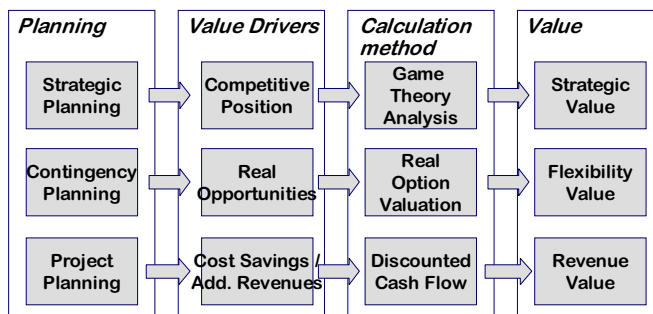 Planning
Strategic
Planning
Contingency
Planning
Project
Planning
Value Drivers
Competitive
Position
Real
Opportunities
Cost Savings /
Add. Revenues
Calculation
method
Game
Theory
Analysis
Real
Option
Valuation
Discounted
Cash Flow
Value
Strategic
Value
Flexibility
Value
Revenue
Value